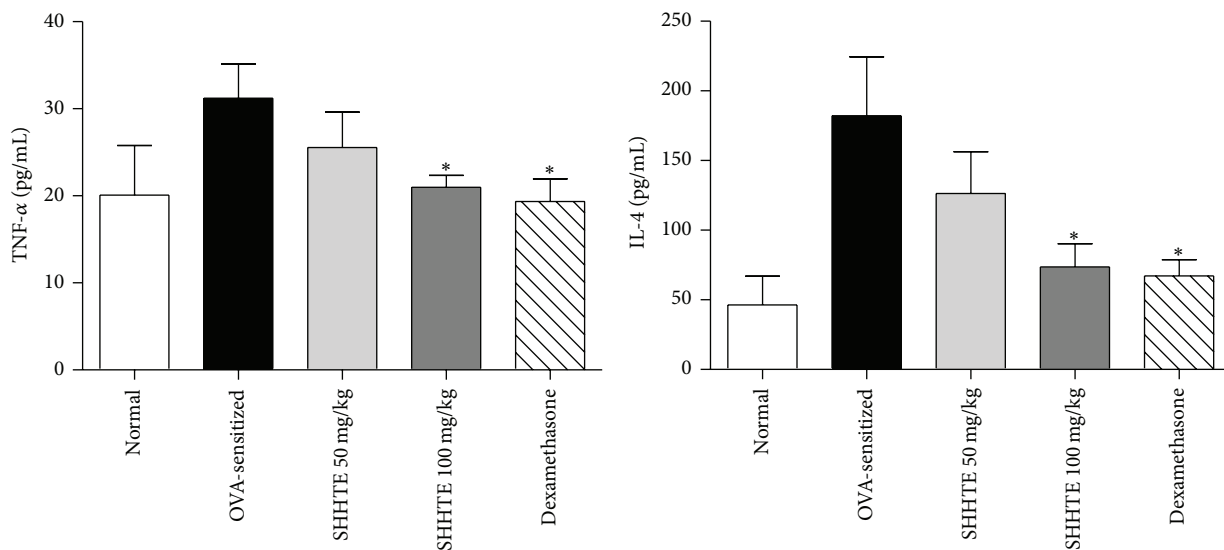 TNF-α (pg/mL)
40
30
20
10
0
*
*
Normal
OVA-sensitized
SHHTE 50 mg/kg
SHHTE 100 mg/kg
Dexamethasone
IL-4 (pg/mL)
250
200
150
100
50
0
*
*
Normal
OVA-sensitized
SHHTE 50 mg/kg
SHHTE 100 mg/kg
Dexamethasone